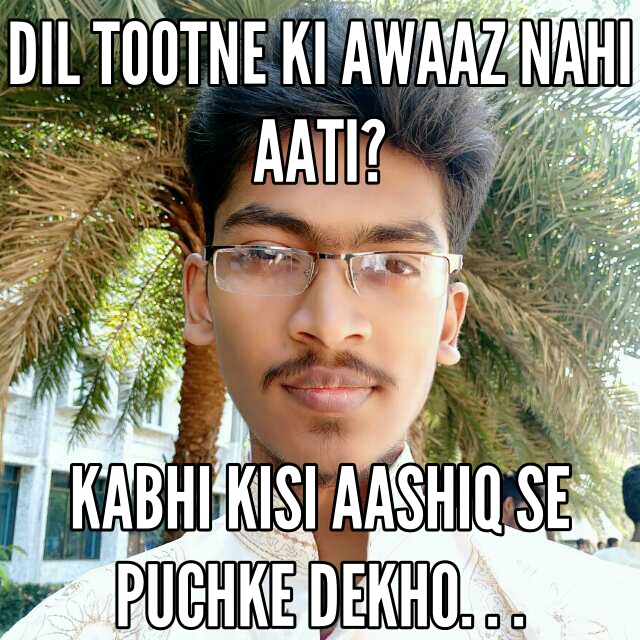 DIL TOOTNE KI AWAAZ NAHI
AATI?
KABHI KISI AASHIQ SE
PUCHKE DEKHO...